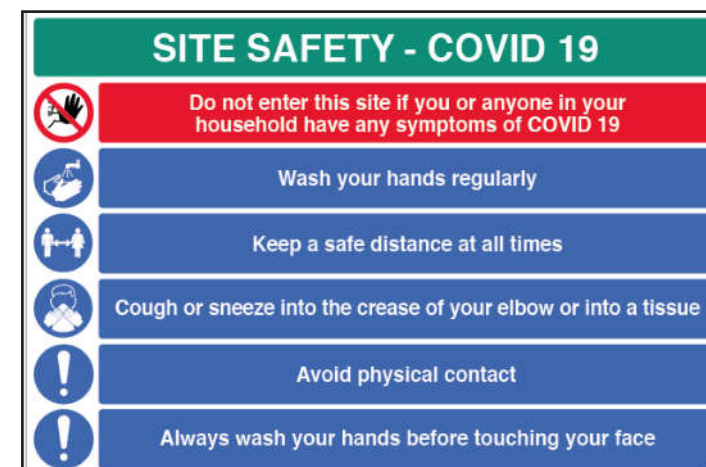 SITE SAFETY - COVID 19
Do not enter this site if you or anyone in your
household have any symptoms of COVID 19
Wash your hands regularly
Keep a safe distance at all times
Cough or sneeze into the crease of your elbow or into a tissue
Avoid physical contact
Always wash your hands before touching your face